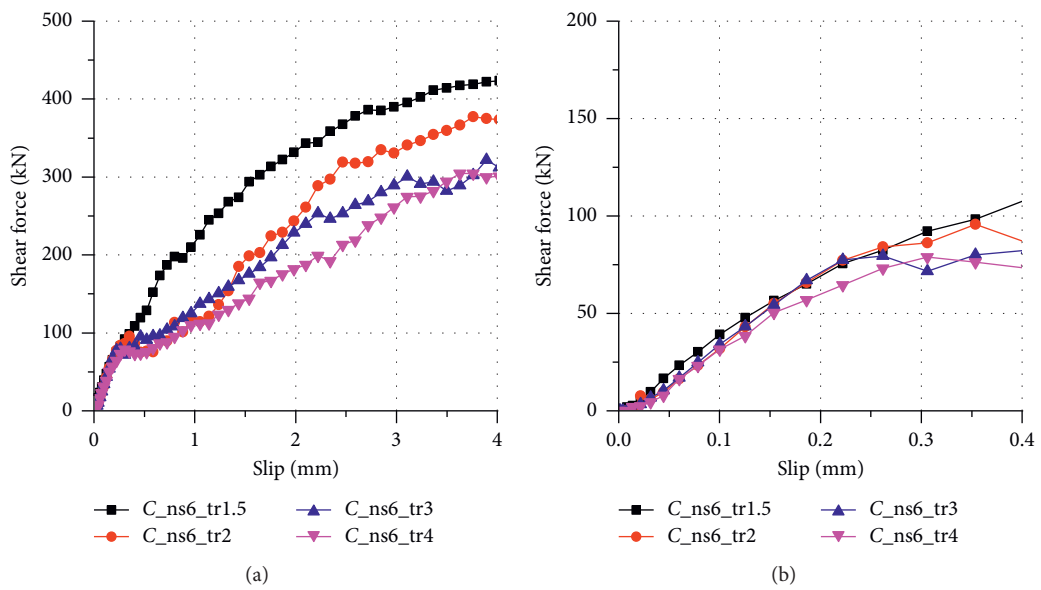 500
400
300
200
100
0
Shear force (kN)
0 1 2 3 4
Slip (mm)
C_ns6_tr1.5
C_ns6_tr2
C_ns6_tr3
C_ns6_tr4
(a)
200
150
100
50
0
Shear force (kN)
0.0 0.1 0.2 0.3 0.4
Slip (mm)
C_ns6_tr1.5
C_ns6_tr2
C_ns6_tr3
C_ns6_tr4
(b)